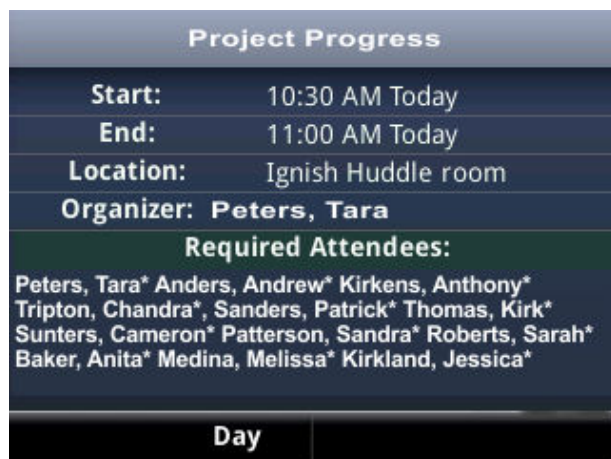 Project Progress
Start: 10:30 AM Today
End: 11:00 AM Today
Location: Ignish Huddle room
Organizer: Peters, Tara
Required Attendees:
Peters, Tara* Anders, Andrew* Kirkens, Anthony*
Tripton, Chandra*, Sanders, Patrick* Thomas, Kirk*
Sunters, Cameron* Patterson, Sandra* Roberts, Sarah*
Baker, Anita* Medina, Melissa* Kirkland, Jessica*
Day